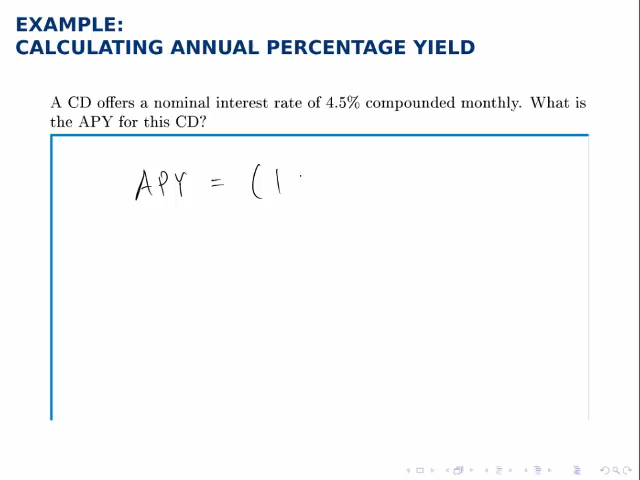 EXAMPLE:
CALCULATING ANNUAL PERCENTAGE YIELD
A CD offers a nominal interest rate of 4.5% compounded monthly. What is
the APY for this CD?
APY = (1